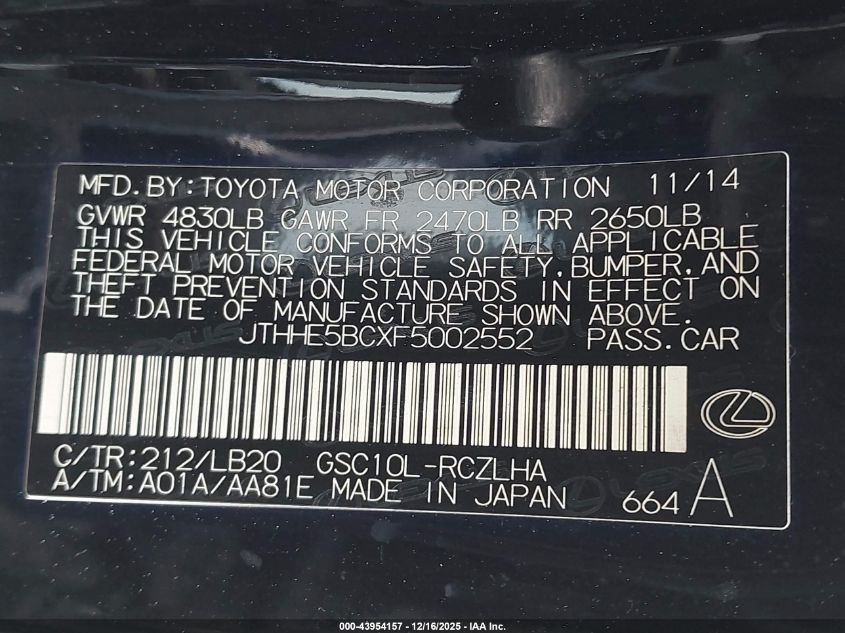 MFD.BY:TOYOTA MOTOR CORPORATION 11/14
GVWR 4830LB GAWR FR 2470LB RR 2650LB
THIS VEHICLE CONFORMS TO ALL APPLICABLE
FEDERAL MOTOR VEHICLE SAFETY,BUMPER,AND
THEFT PREVENTION STANDARDS IN EFFECT ON
THE DATE OF MANUFACTURE SHOWN ABOVE.
JTHHE5BCXF5002552 PASS.CAR
C/TR:212/LB20 GSC10L-RCZLHA
A/TM:A01A/AA81E MADE IN JAPAN 664 A
000-43954157 - 12/16/2025 - IAA Inc.